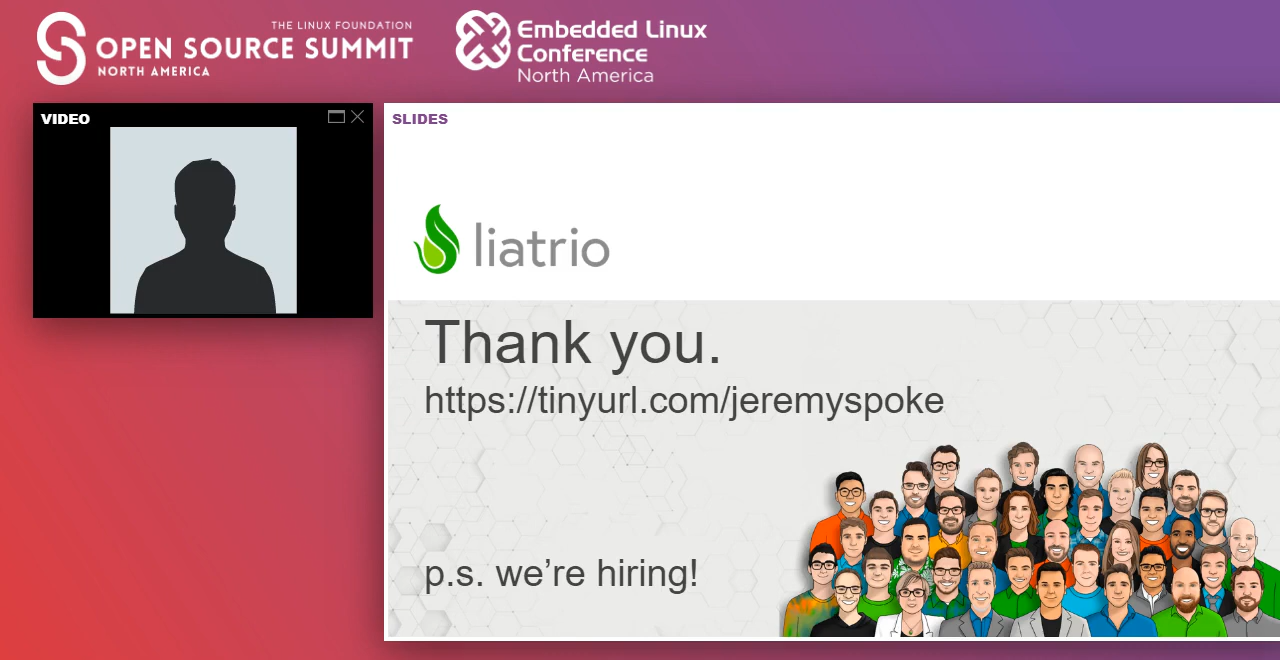 THE LINUX FOUNDATION
OPEN SOURCE SUMMIT
NORTH AMERICA
Embedded Linux
Conference
North America
VIDEO
SLIDES
liatrio
Thank you.
https://tinyurl.com/jeremyspoke
p.s. we're hiring!